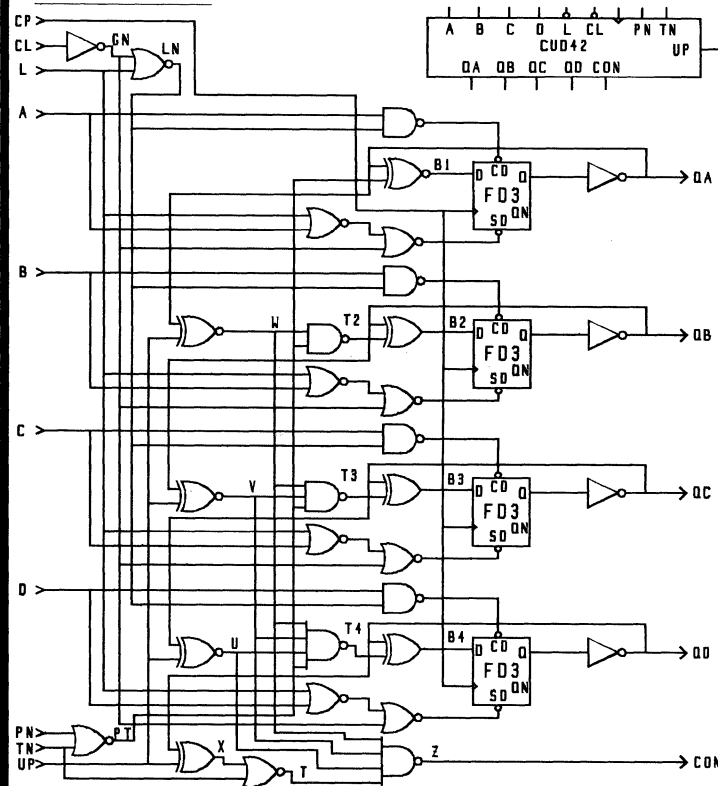 CP
CL
GN
LN
L
A B C D L CL PN TN
CUD42
UP
QA QB QC QD CON
A
B1
D CD Q
FD3
SD QN
QA
B
W
T2
B2
D CD Q
FD3
SD QN
QB
C
V
T3
B3
D CD Q
FD3
SD QN
QC
D
U
T4
B4
D CD Q
FD3
SD QN
QD
PN
PT
TN
UP
X
T
Z
CON